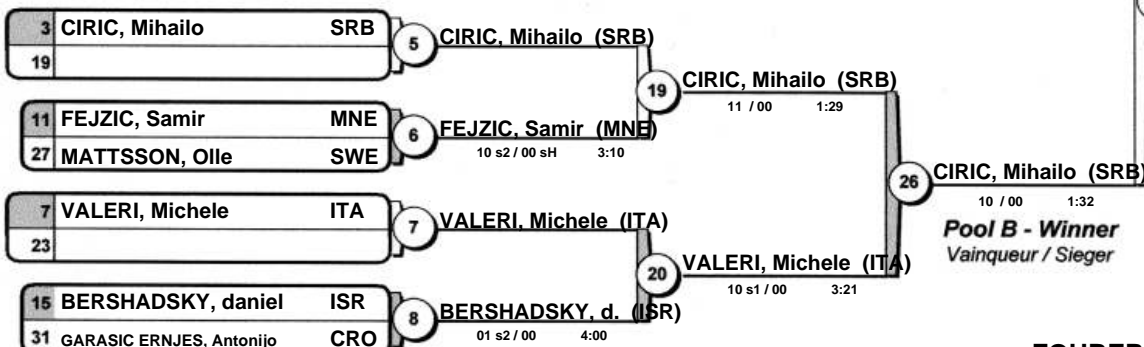 3 CIRIC, Mihailo SRB
19
5 CIRIC, Mihailo (SRB)
11 FEJZIC, Samir MNE
27 MATTSSON, Olle SWE
6 FEJZIC, Samir (MNE)
10 s2 / 00 sH 3:10
19 CIRIC, Mihailo (SRB)
11 / 00 1:29
7 VALERI, Michele ITA
23
7 VALERI, Michele (ITA)
15 BERSHADSKY, daniel ISR
31 GARASIC ERNJES, Antonijo CRO
8 BERSHADSKY, d. (ISR)
01 s2 / 00 4:00
20 VALERI, Michele (ITA)
10 s1 / 00 3:21
26 CIRIC, Mihailo (SRB)
10 / 00 1:32
Pool B - Winner
Vainqueur / Sieger